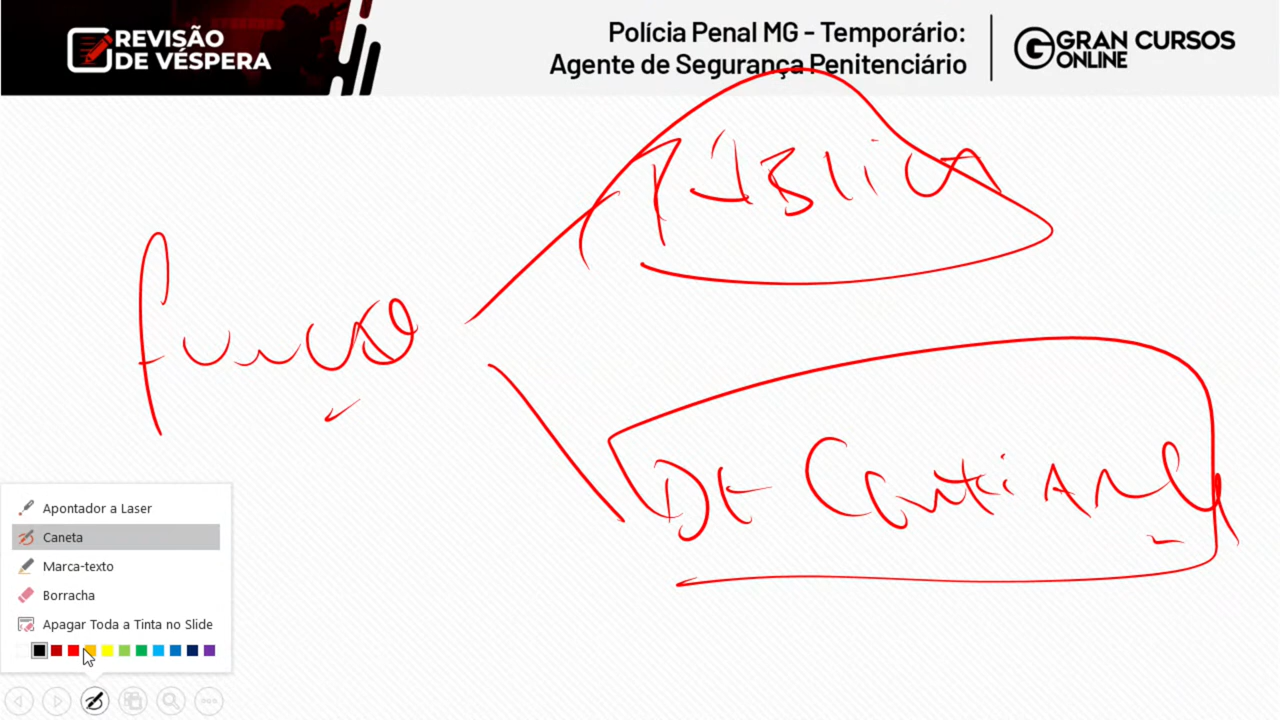 REVISÃO
DE VÉSPERA
Polícia Penal MG - Temporário:
Agente de Segurança Penitenciário
GRAN CURSOS
ONLINE
PÚBlica
função
DE Confiança
Apontador a Laser
Caneta
Marca-texto
Borracha
Apagar Toda a Tinta no Slide